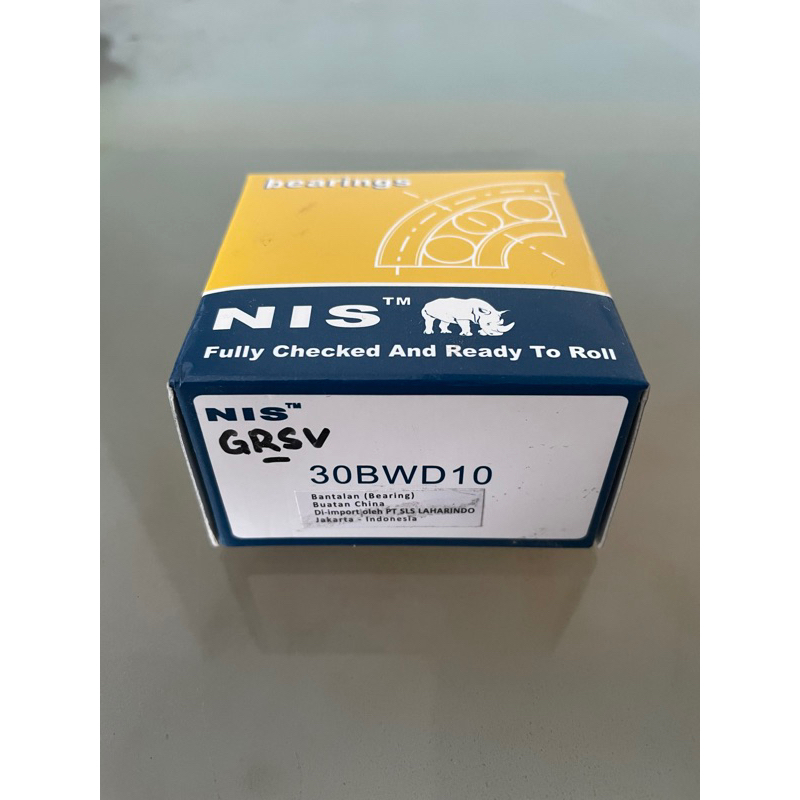 bearings
NIS™
Fully Checked And Ready To Roll
NIS™
GRSV
30BWD10
Bantalan (Bearing)
Buatan China
Di-import oleh PT SLS LAHARINDO
Jakarta - Indonesia